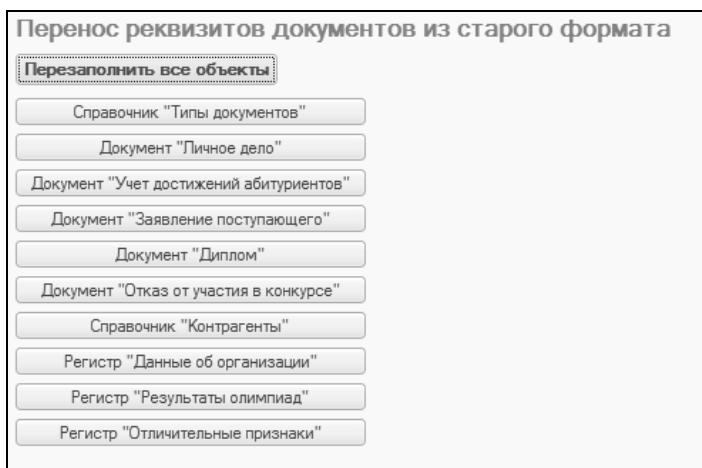 Перенос реквизитов документов из старого формата
Перезаполнить все объекты
Справочник "Типы документов"
Документ "Личное дело"
Документ "Учет достижений абитуриентов"
Документ "Заявление поступающего"
Документ "Диплом"
Документ "Отказ от участия в конкурсе"
Справочник "Контрагенты"
Регистр "Данные об организации"
Регистр "Результаты олимпиад"
Регистр "Отличительные признаки"